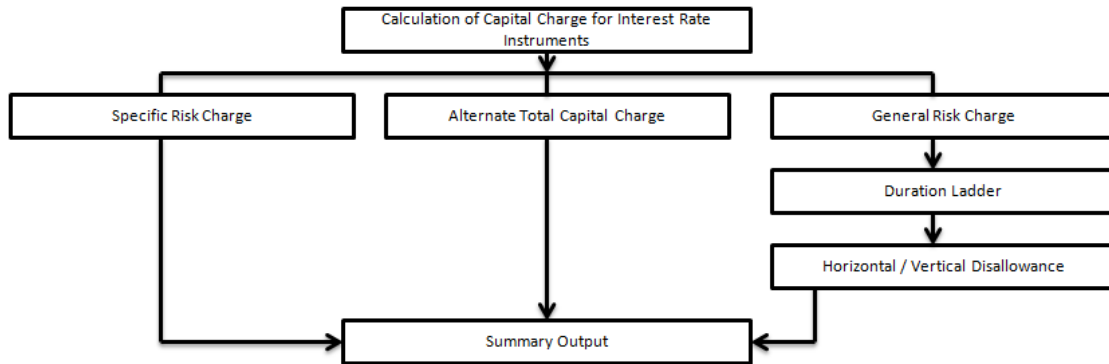 Calculation of Capital Charge for Interest Rate
Instruments
Specific Risk Charge
Alternate Total Capital Charge
General Risk Charge
Duration Ladder
Horizontal / Vertical Disallowance
Summary Output